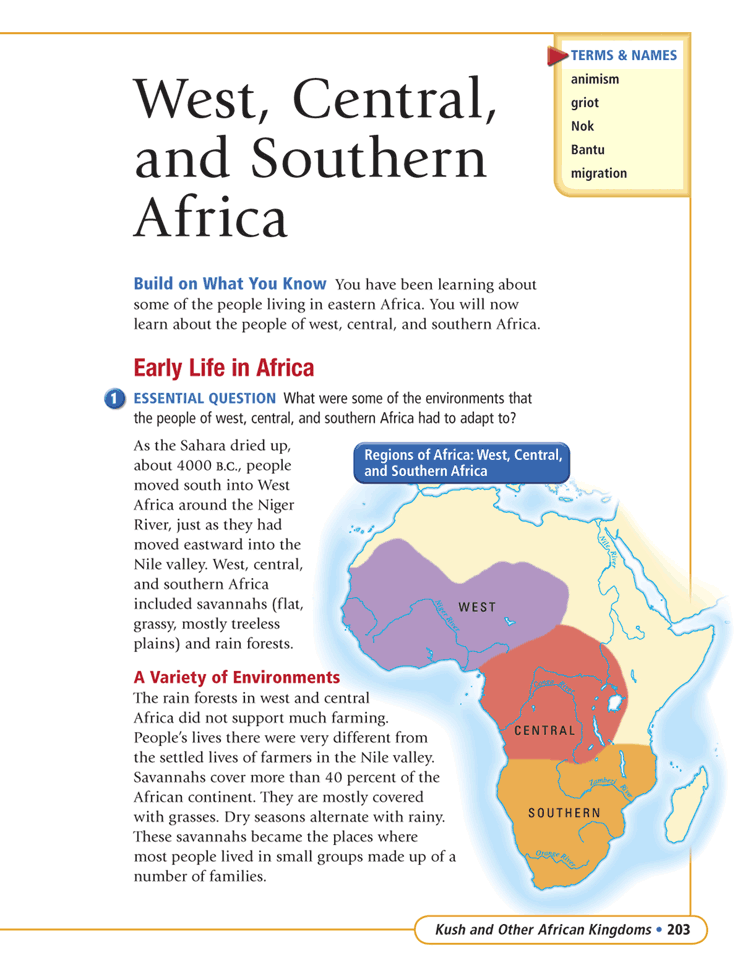 TERMS & NAMES
animism
griot
Nok
Bantu
migration
West, Central,
and Southern
Africa
Build on What You Know You have been learning about
some of the people living in eastern Africa. You will now
learn about the people of west, central, and southern Africa.
Early Life in Africa
1 ESSENTIAL QUESTION What were some of the environments that
the people of west, central, and southern Africa had to adapt to?
As the Sahara dried up,
about 4000 B.C., people
moved south into West
Africa around the Niger
River, just as they had
moved eastward into the
Nile valley. West, central,
and southern Africa
included savannahs (flat,
grassy, mostly treeless
plains) and rain forests.
A Variety of Environments
The rain forests in west and central
Africa did not support much farming.
People's lives there were very different from
the settled lives of farmers in the Nile valley.
Savannahs cover more than 40 percent of the
African continent. They are mostly covered
with grasses. Dry seasons alternate with rainy.
These savannahs became the places where
most people lived in small groups made up of a
number of families.
Regions of Africa: West, Central,
and Southern Africa
Nile River
Niger River
WEST
River
CENTRAL
Zambezi River
SOUTHERN
Orange River
Kush and Other African Kingdoms • 203